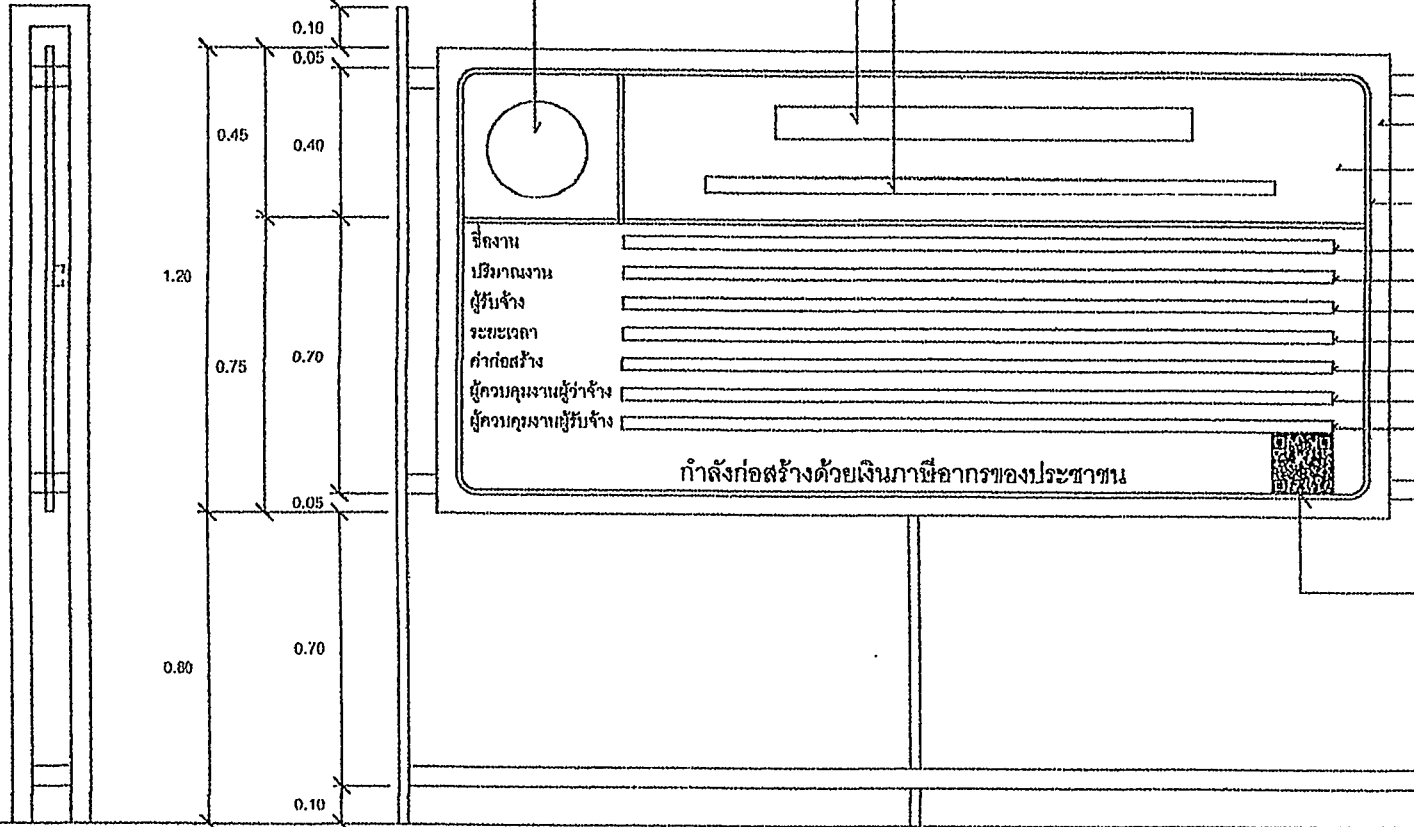 0.10
0.05
0.45
0.40
1.20
0.75
0.70
0.05
0.80
0.70
0.10
ชื่องาน
ปริมาณงาน
ผู้รับจ้าง
ระยะเวลา
ค่าก่อสร้าง
ผู้ควบคุมงานผู้ว่าจ้าง
ผู้ควบคุมงานผู้รับจ้าง
กำลังก่อสร้างด้วยเงินภาษีอากรของประชาชน